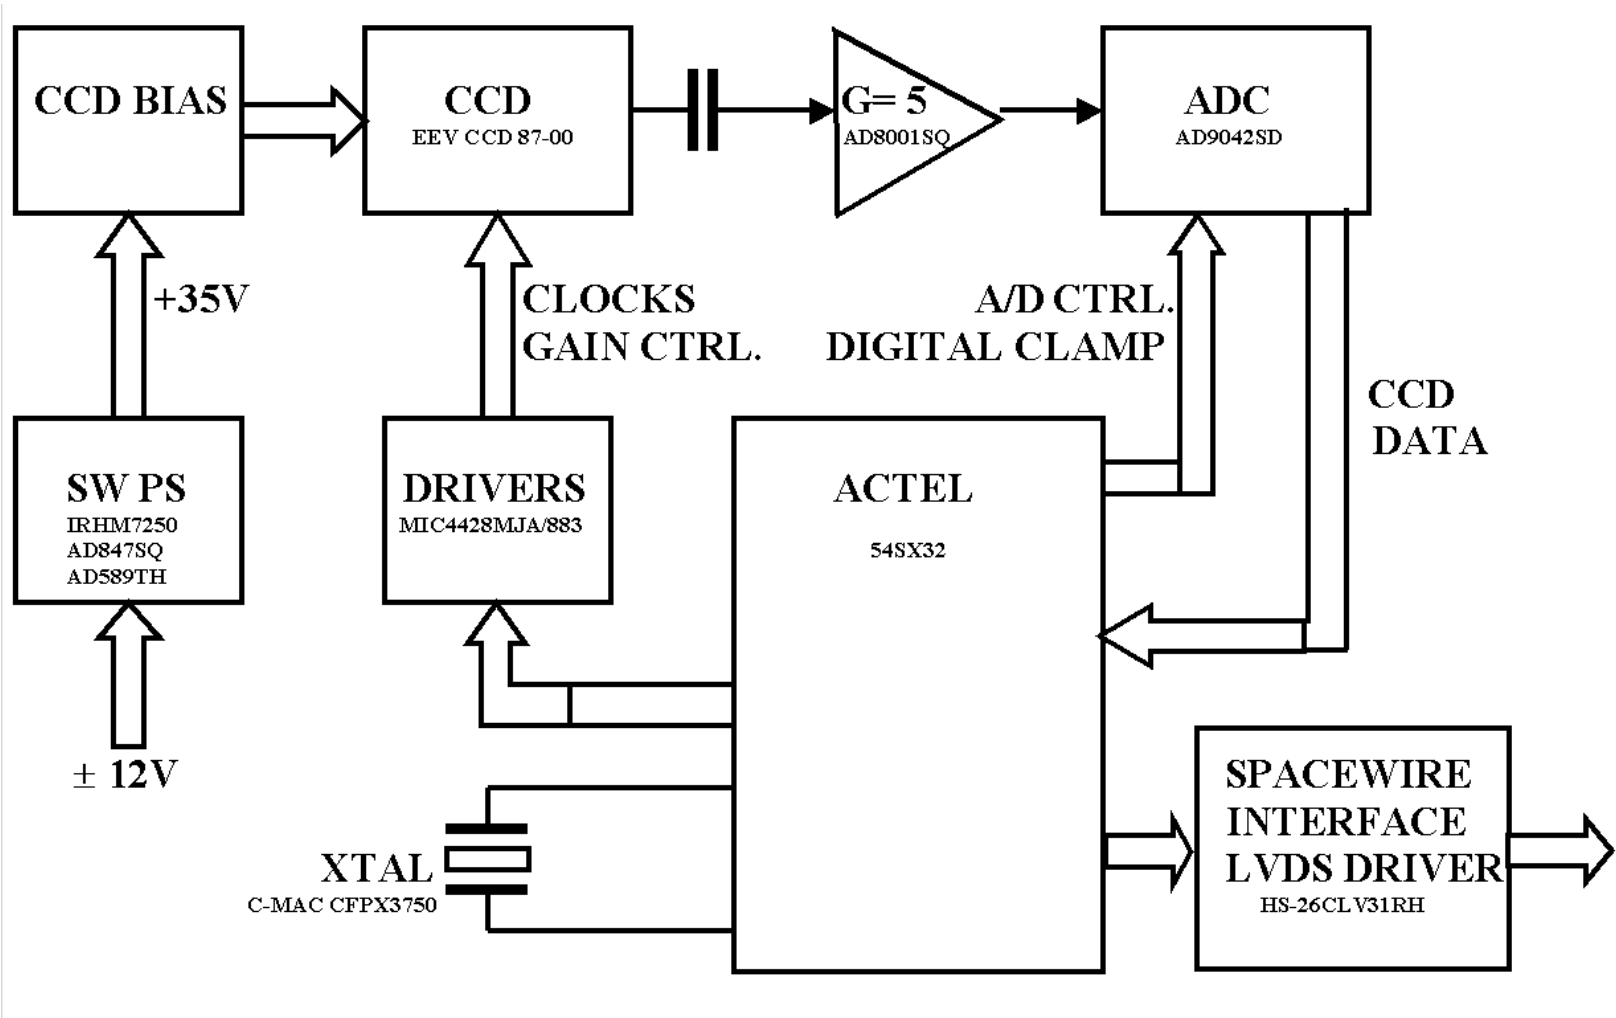 CCD BIAS
CCD
EEV CCD 87-00
G= 5
AD8001SQ
ADC
AD9042SD
+35V
CLOCKS
GAIN CTRL.
A/D CTRL.
DIGITAL CLAMP
CCD
DATA
SW PS
IRHM7250
AD847SQ
AD589TH
DRIVERS
MIC4428MJA/883
ACTEL
54SX32
± 12V
XTAL
C-MAC CFPX3750
SPACEWIRE
INTERFACE
LVDS DRIVER
HS-26CLV31RH